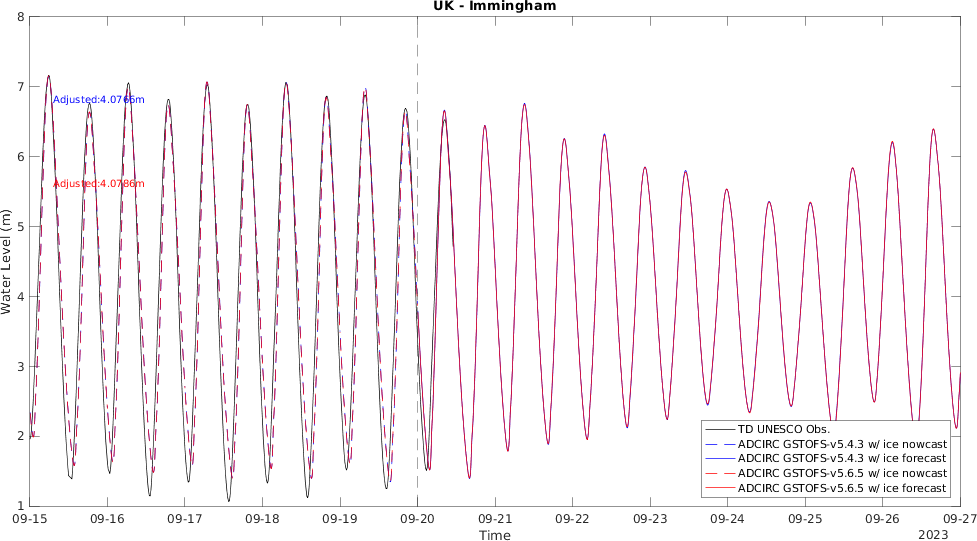 UK - Immingham
8
7
6
5
4
3
2
1
Water Level (m)
Adjusted:4.0766m
Adjusted:4.0786m
TD UNESCO Obs.
ADCIRC GSTOFS-v5.4.3 w/ ice nowcast
ADCIRC GSTOFS-v5.4.3 w/ ice forecast
ADCIRC GSTOFS-v5.6.5 w/ ice nowcast
ADCIRC GSTOFS-v5.6.5 w/ ice forecast
09-15 09-16 09-17 09-18 09-19 09-20 09-21 09-22 09-23 09-24 09-25 09-26 09-27
Time
2023